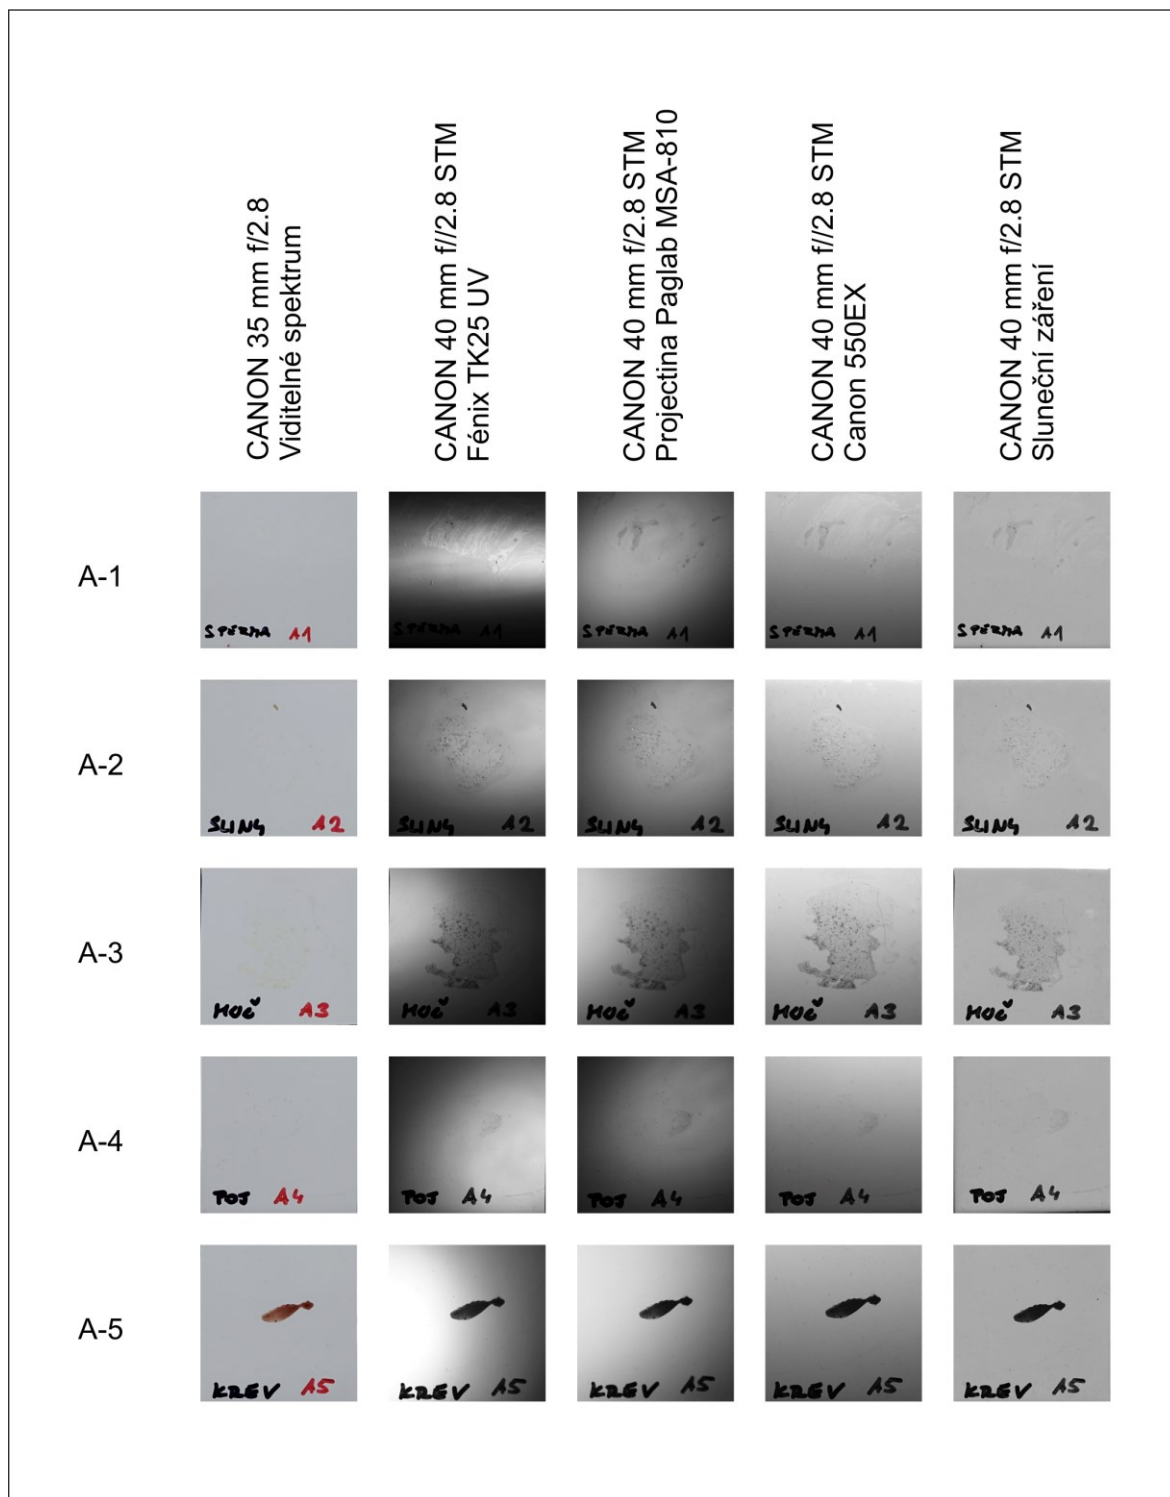 CANON 35 mm f/2.8
Viditelné spektrum
CANON 40 mm f//2.8 STM
Fénix TK25 UV
CANON 40 mm f/2.8 STM
Projectina Paglab MSA-810
CANON 40 mm f//2.8 STM
Canon 550EX
CANON 40 mm f/2.8 STM
Sluneční záření
A-1
SPERMA A1
SPERMA A1
SPERMA A1
SPERMA A1
SPERMA A1
A-2
SLINY A2
SLINY A2
SLINY A2
SLINY A2
SLINY A2
A-3
MOČ A3
MOČ A3
MOČ A3
MOČ A3
MOČ A3
A-4
POT A4
POT A4
POT A4
POT A4
POT A4
A-5
KREV A5
KREV A5
KREV A5
KREV A5
KREV A5